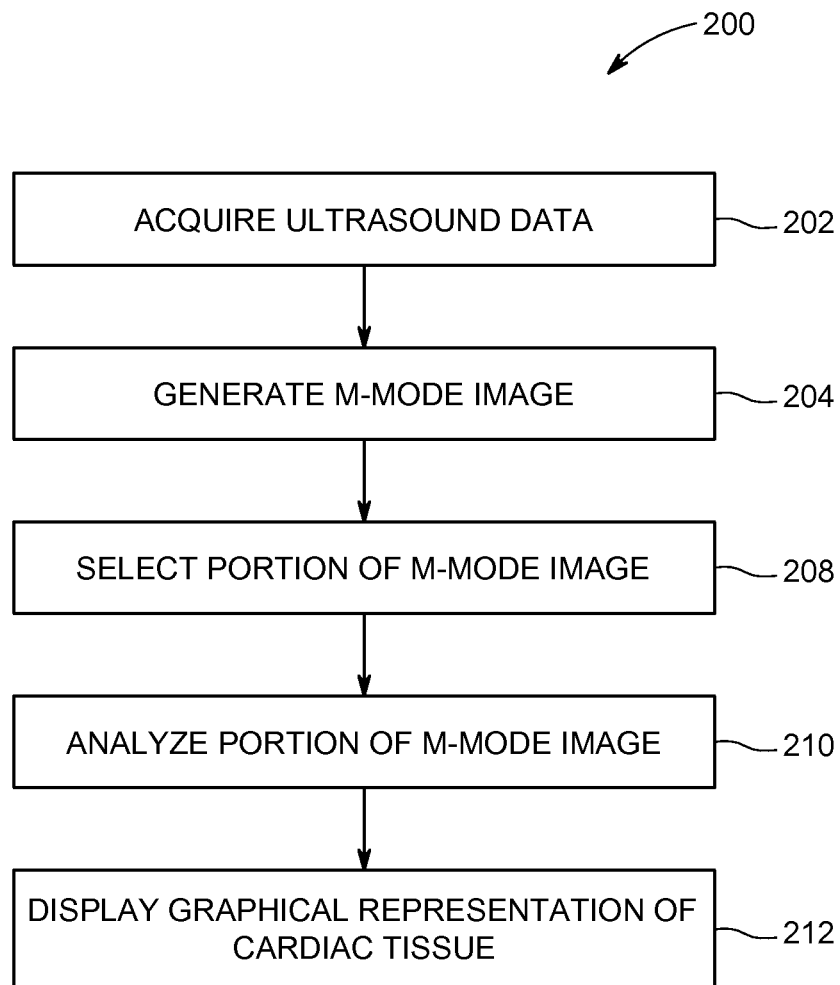 200
ACQUIRE ULTRASOUND DATA
202
GENERATE M-MODE IMAGE
204
SELECT PORTION OF M-MODE IMAGE
208
ANALYZE PORTION OF M-MODE IMAGE
210
DISPLAY GRAPHICAL REPRESENTATION OF
CARDIAC TISSUE
212